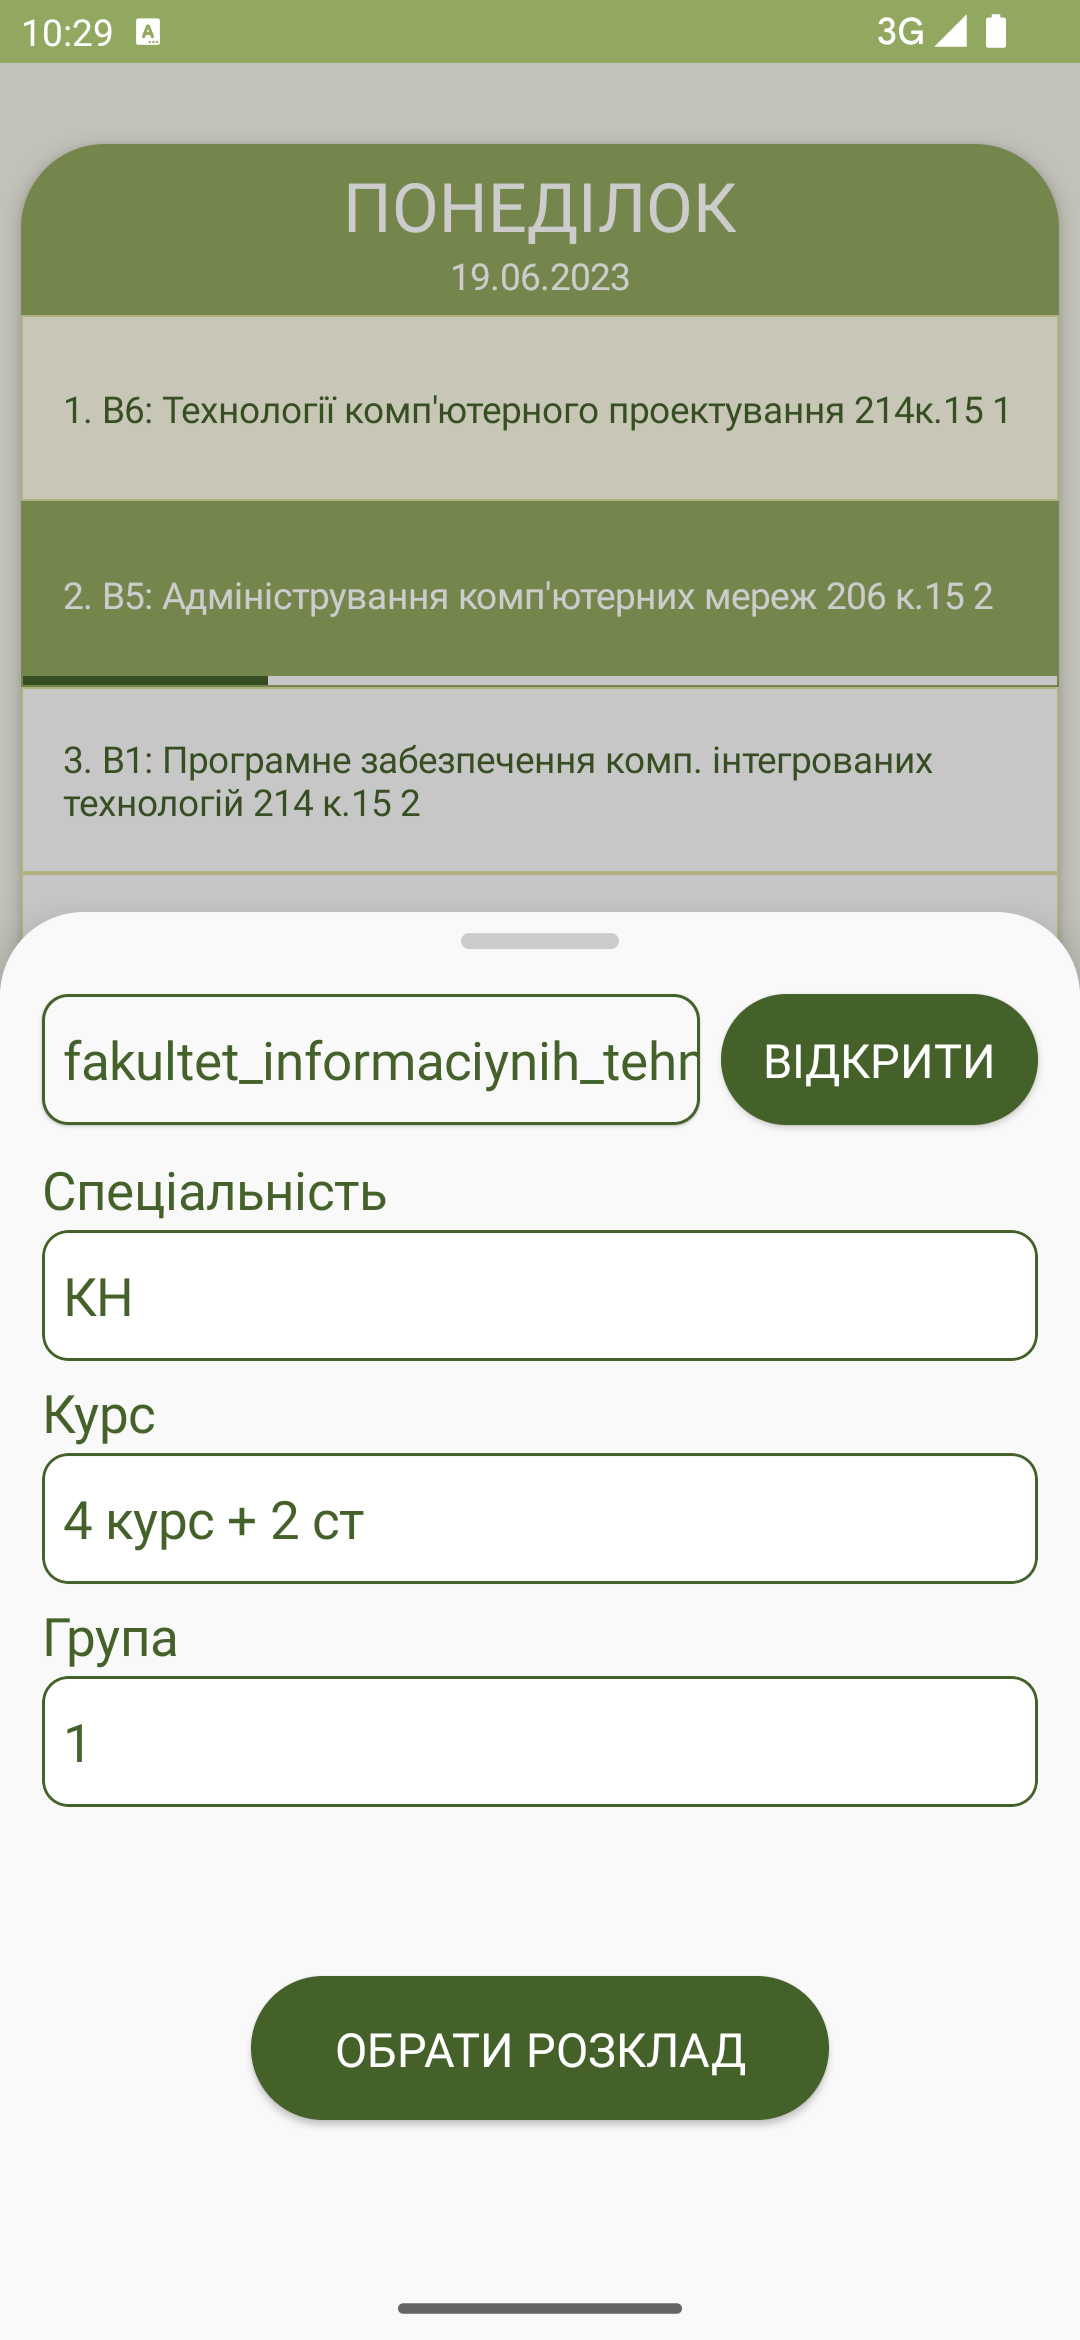 10:29
3G
ПОНЕДІЛОК
19.06.2023
1. В6: Технології комп'ютерного проектування 214к.15 1
2. В5: Адміністрування комп'ютерних мереж 206 к.15 2
3. В1: Програмне забезпечення комп. інтегрованих
технологій 214 к.15 2
fakultet_informaciynih_tehn
ВІДКРИТИ
Спеціальність
КН
Курс
4 курс + 2 ст
Група
1
ОБРАТИ РОЗКЛАД